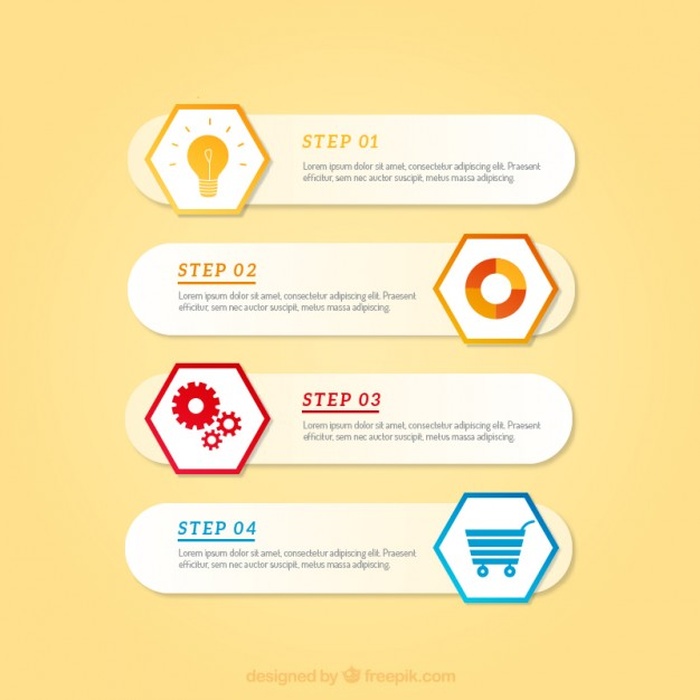 STEP 01
Lorem ipsum dolor sit amet, consectetur adipiscing elit. Praesent
efficitur, sem nec auctor suscipit, metus massa adipiscing.
STEP 02
Lorem ipsum dolor sit amet, consectetur adipiscing elit. Praesent
efficitur, sem nec auctor suscipit, metus massa adipiscing.
STEP 03
Lorem ipsum dolor sit amet, consectetur adipiscing elit. Praesent
efficitur, sem nec auctor suscipit, metus massa adipiscing.
STEP 04
Lorem ipsum dolor sit amet, consectetur adipiscing elit. Praesent
efficitur, sem nec auctor suscipit, metus massa adipiscing.
designed by freepik.com